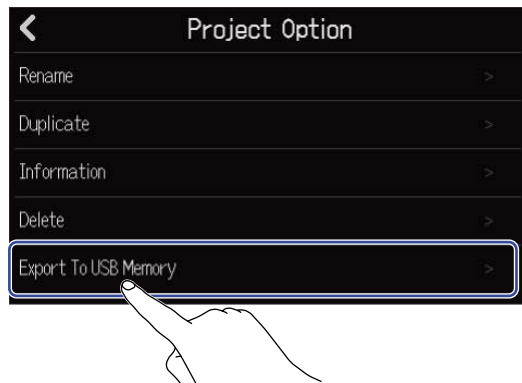 Project Option
Rename
Duplicate
Information
Delete
Export To USB Memory